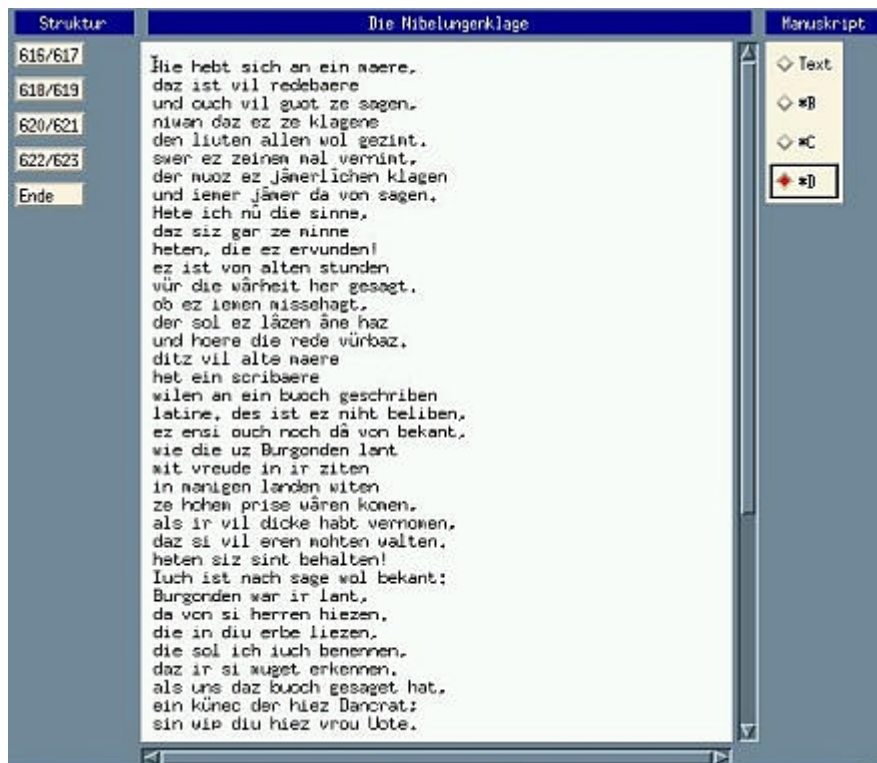 Struktur
Die Nibelungenklage
Manuskript
616/617
618/619
620/621
622/623
Ende
Hie hebt sich an ein maere,
daz ist vil redebaere
und ouch vil guot ze sagen,
niwan daz ez ze klagene
den liuten allen wol gezimt.
swer ez zeinem mal vernimt,
der muoz ez jâmerlîchen klagen
und iemer jâmer da von sagen.
Hete ich nû die sinne,
daz siz gar ze minne
heten, die ez ervunden!
ez ist von alten stunden
vür die wârheit her gesagt.
ob ez iemen missehagt,
der sol ez lâzen âne haz
und hoere die rede vürbaz.
ditz vil alte maere
het ein scribaere
wilen an ein buoch geschriben
latine. des ist ez niht beliben,
ez ensi ouch noch dâ von bekant,
wie die uz Burgonden lant
mit vreude in ir ziten
in manigen landen witen
ze hohem prise wâren komen,
als ir vil dicke habt vernomen,
daz si vil eren mohten walten,
heten siz sint behalten!
Iuch ist nach sage wol bekant:
Burgonden war ir lant,
da von si herren hiezen,
die in diu erbe liezen,
die sol ich iuch benennen,
daz ir si muget erkennen,
als uns daz buoch gesaget hat.
ein künec der hiez Dancrat:
sin wip diu hiez vrou Uote.
Text
*B
*C
*D